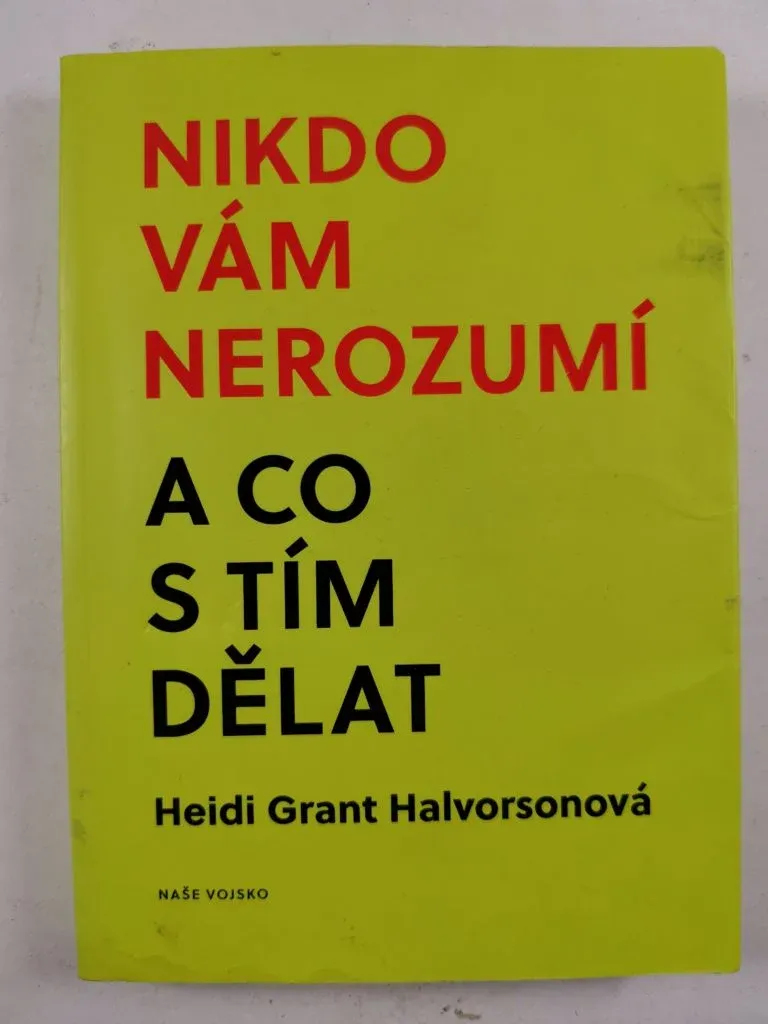 NIKDO
VÁM
NEROZUMÍ
A CO
S TÍM
DĚLAT
Heidi Grant Halvorsonová
NAŠE VOJSKO